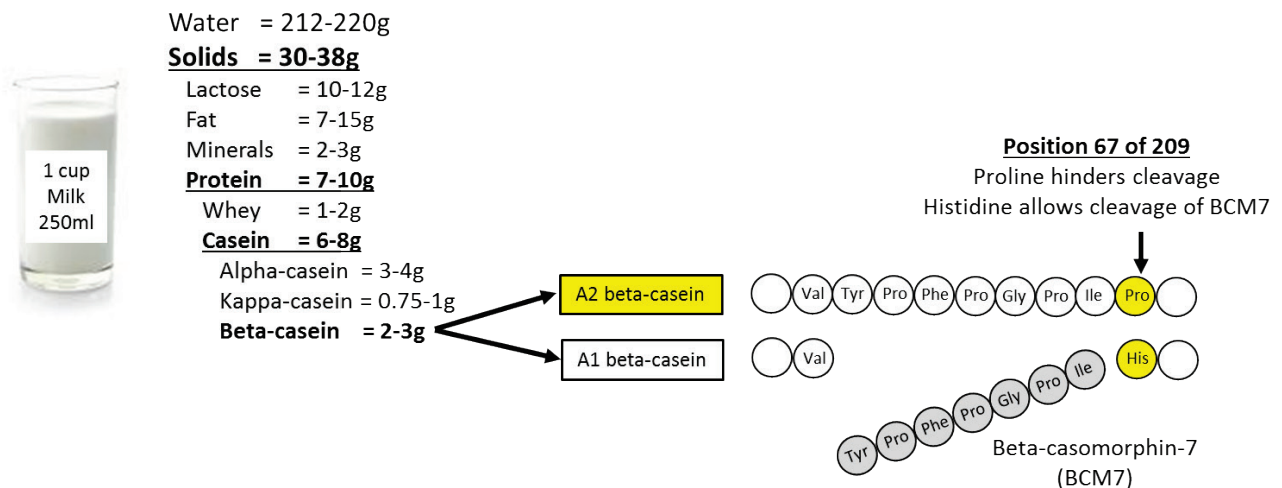 Water = 212-220g
Solids = 30-38g
Lactose = 10-12g
Fat = 7-15g
Minerals = 2-3g
Protein = 7-10g
Whey = 1-2g
Casein = 6-8g
Alpha-casein = 3-4g
Kappa-casein = 0.75-1g
Beta-casein = 2-3g
1 cup
Milk
250ml
Position 67 of 209
Proline hinders cleavage
Histidine allows cleavage of BCM7
A2 beta-casein
Val Tyr Pro Phe Pro Gly Pro Ile Pro
A1 beta-casein
Val
His
Tyr Pro Phe Pro Gly Pro Ile
Beta-casomorphin-7
(BCM7)